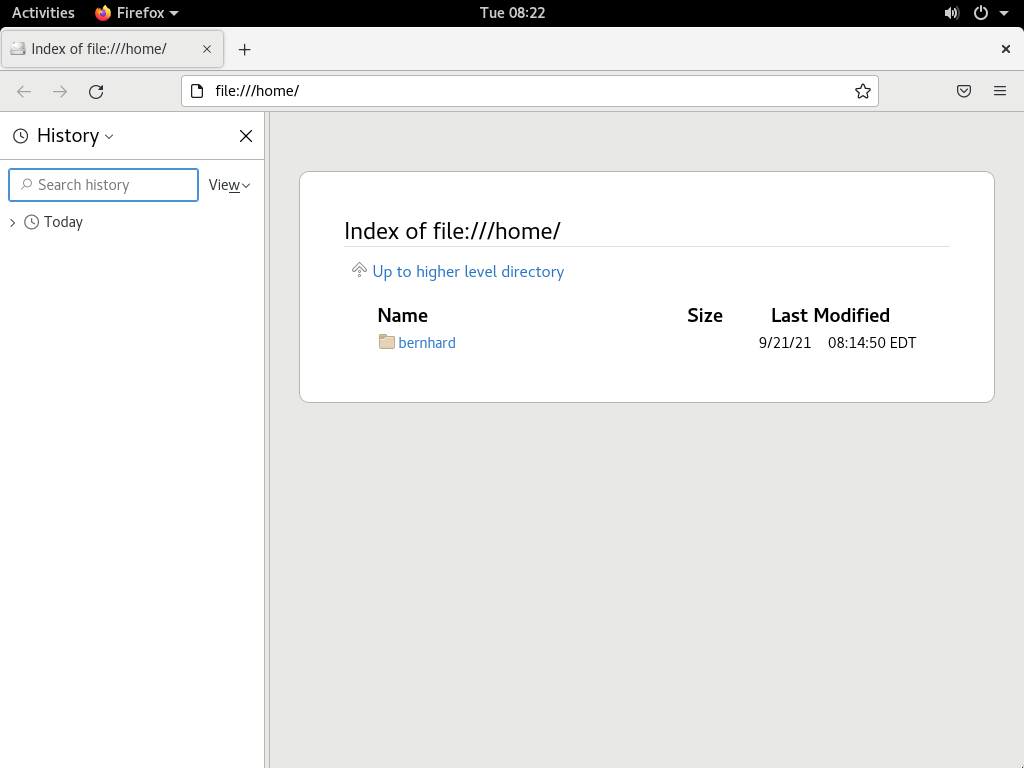 Activities Firefox Tue 08:22
Index of file:///home/
file:///home/
History
Search history View
Today
Index of file:///home/
Up to higher level directory
Name Size Last Modified
bernhard 9/21/21 08:14:50 EDT